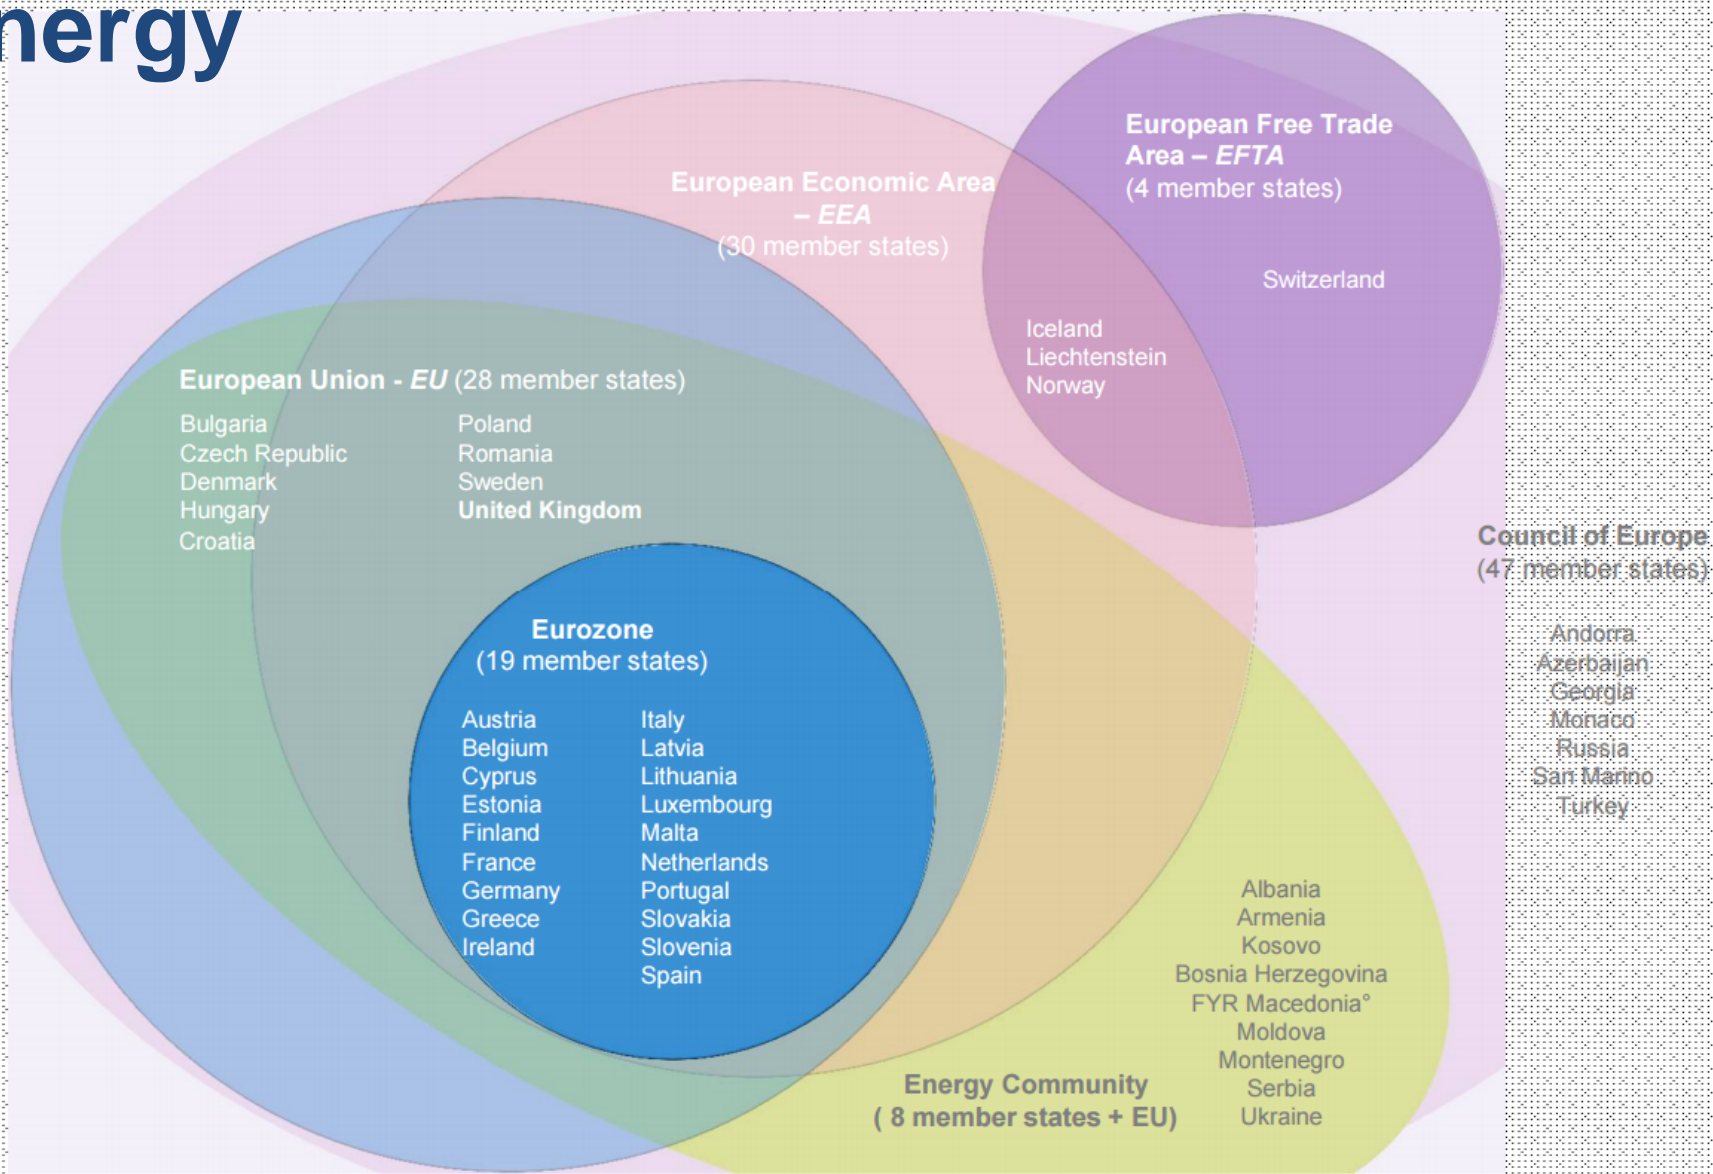 nergy
European Free Trade
Area – EFTA
(4 member states)
Switzerland
European Economic Area
– EEA
(30 member states)
Iceland
Liechtenstein
Norway
European Union - EU (28 member states)
Bulgaria
Czech Republic
Denmark
Hungary
Croatia
Poland
Romania
Sweden
United Kingdom
Eurozone
(19 member states)
Austria
Belgium
Cyprus
Estonia
Finland
France
Germany
Greece
Ireland
Italy
Latvia
Lithuania
Luxembourg
Malta
Netherlands
Portugal
Slovakia
Slovenia
Spain
Council of Europe
(47 member states)
Andorra
Azerbaijan
Georgia
Monaco
Russia
San Marino
Turkey
Albania
Armenia
Kosovo
Bosnia Herzegovina
FYR Macedonia°
Moldova
Montenegro
Serbia
Ukraine
Energy Community
( 8 member states + EU)